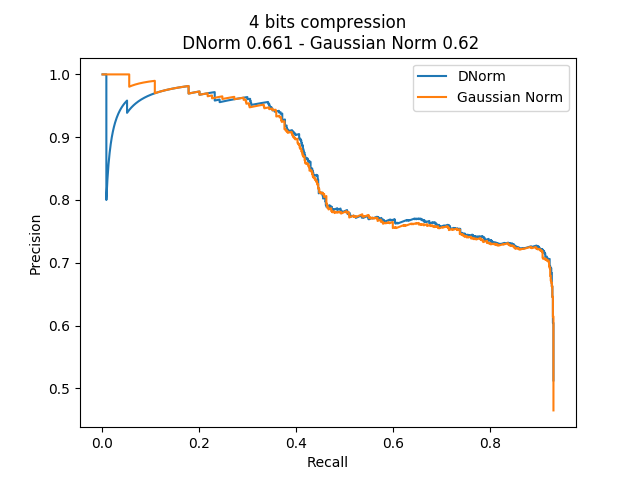 4 bits compression
DNorm 0.661 - Gaussian Norm 0.62
DNorm
Gaussian Norm
1.0
0.9
0.8
0.7
0.6
0.5
Precision
0.0 0.2 0.4 0.6 0.8
Recall